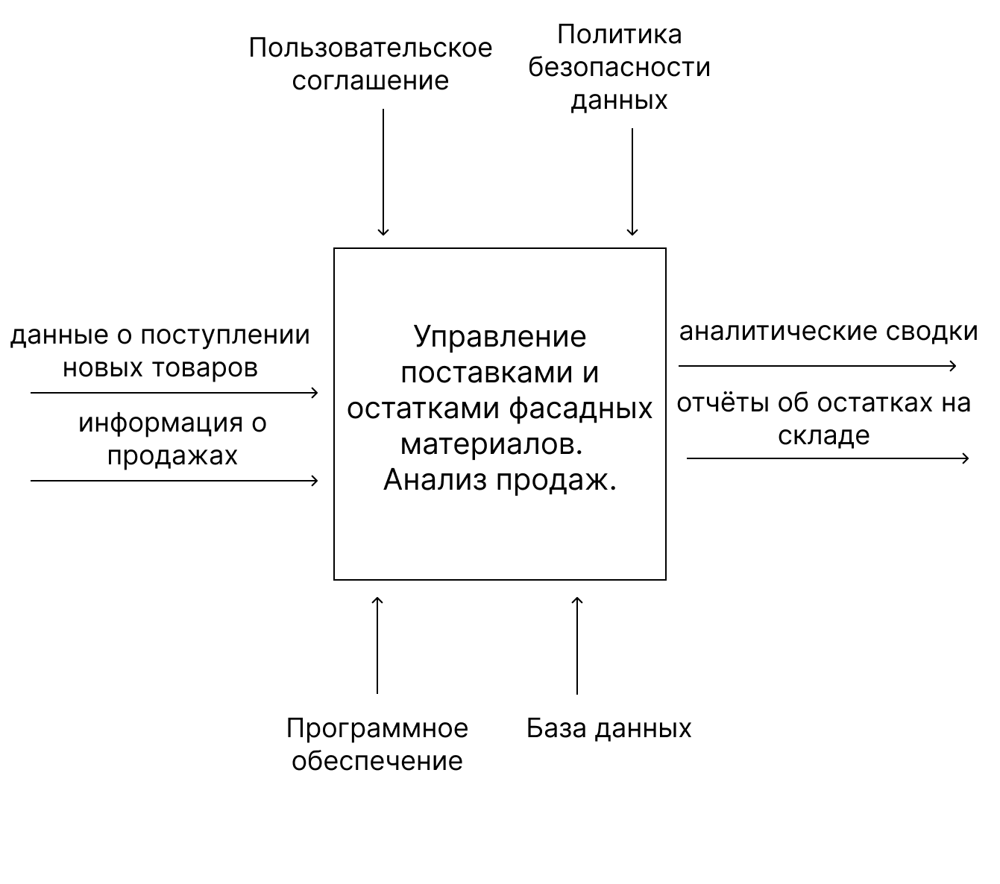 Пользовательское
соглашение
Политика
безопасности
данных
данные о поступлении
новых товаров
информация о
продажах
Управление
поставками и
остатками фасадных
материалов.
Анализ продаж.
аналитические сводки
отчёты об остатках на
складе
Программное
обеспечение
База данных